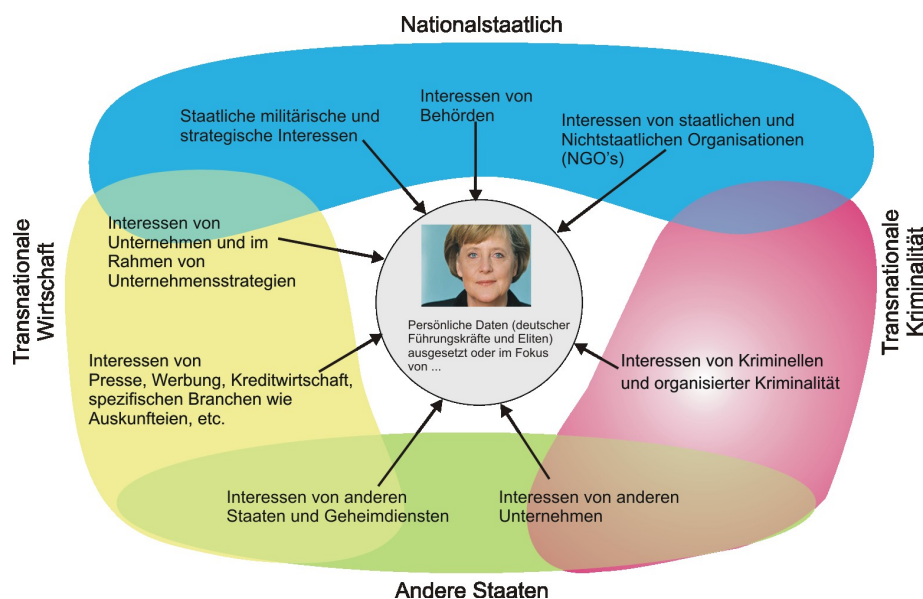 Nationalstaatlich
Staatliche militärische und
strategische Interessen
Interessen von
Behörden
Interessen von staatlichen und
Nichtstaatlichen Organisationen
(NGO's)
Transnationale
Wirtschaft
Interessen von
Unternehmen und im
Rahmen von
Unternehmensstrategien
Persönliche Daten (deutscher
Führungskräfte und Eliten)
ausgesetzt oder im Fokus
von ...
Transnationale
Kriminalität
Interessen von
Presse, Werbung, Kreditwirtschaft,
spezifischen Branchen wie
Auskunfteien, etc.
Interessen von Kriminellen
und organisierter Kriminalität
Interessen von anderen
Staaten und Geheimdiensten
Interessen von anderen
Unternehmen
Andere Staaten